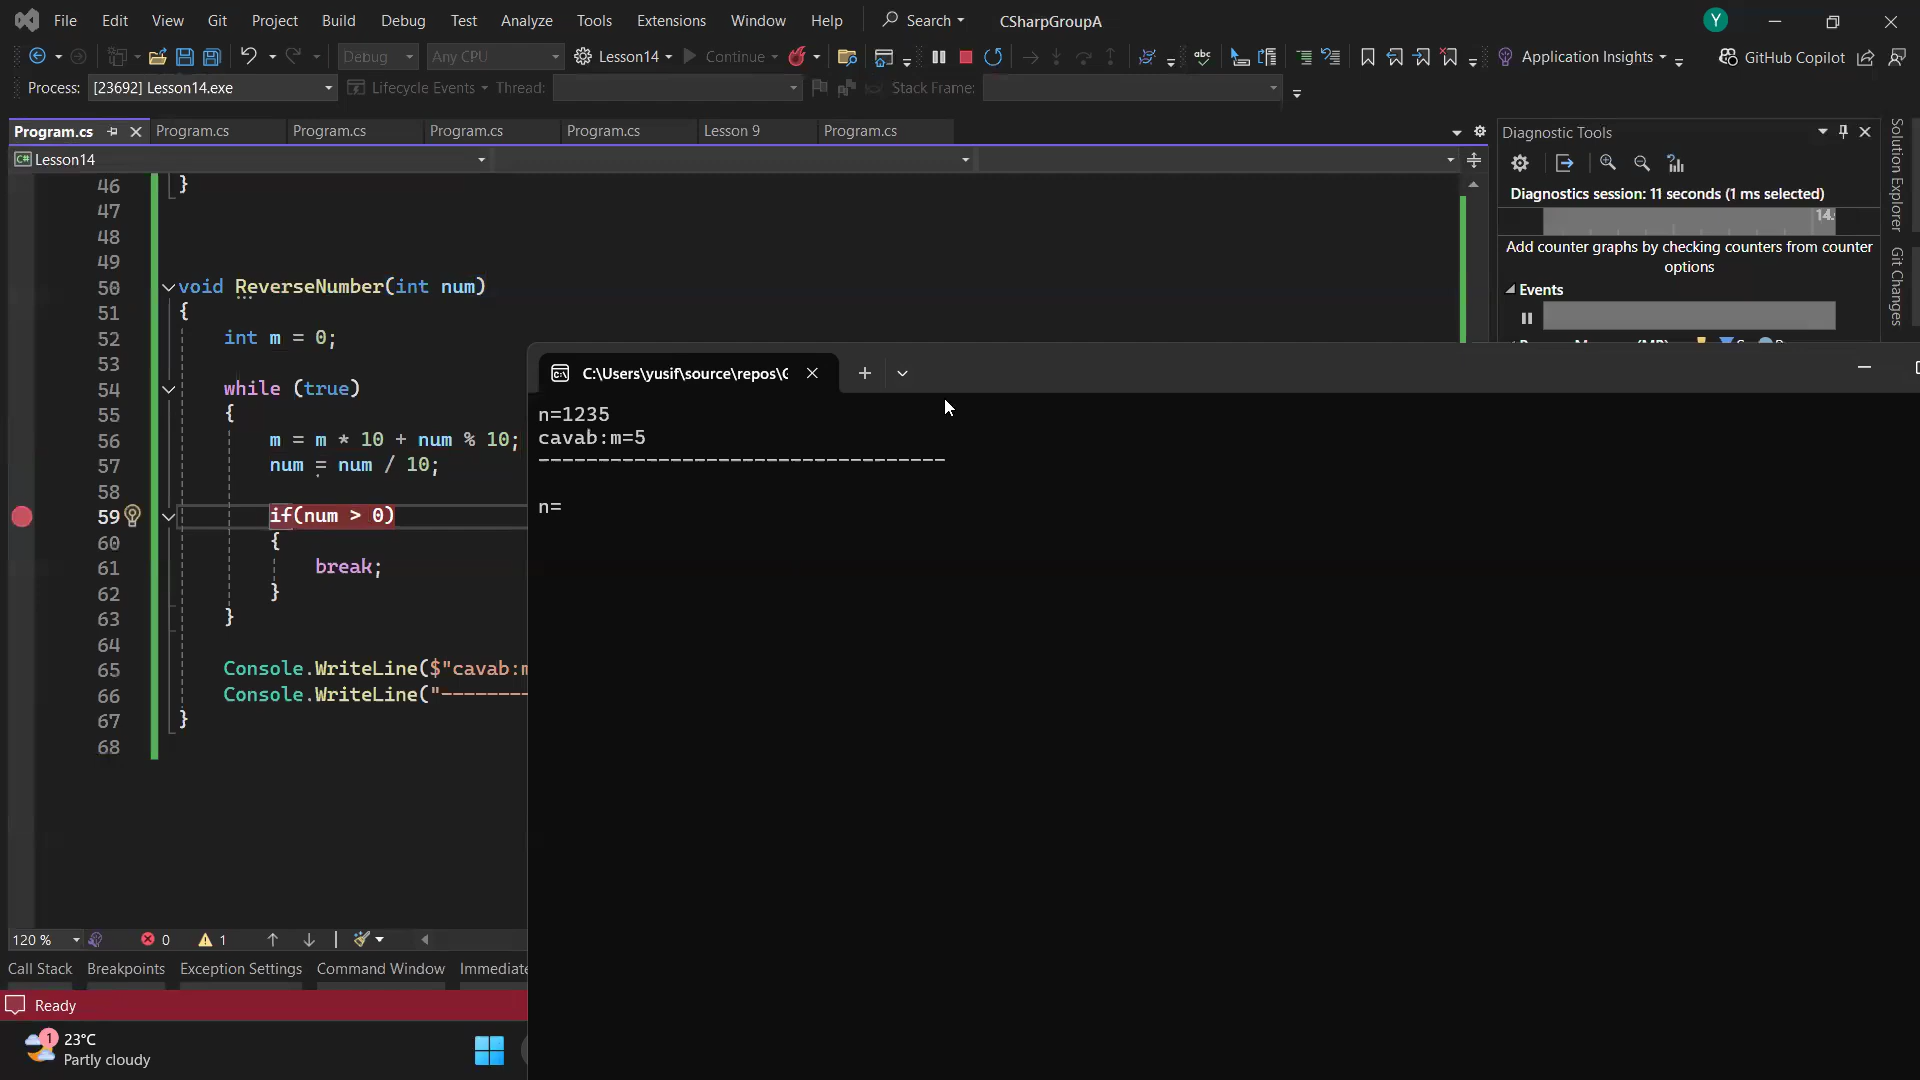 File Edit View Git Project Build Debug Test Analyze Tools Extensions Window Help Search CSharpGroupA Y
Debug Any CPU Lesson14 Continue Application Insights GitHub Copilot
Process: [23692] Lesson14.exe Lifecycle Events Thread: Stack Frame:
Program.cs Program.cs Program.cs Program.cs Program.cs Lesson 9 Program.cs
C# Lesson14
Diagnostic Tools
Diagnostics session: 11 seconds (1 ms selected)
14.
Add counter graphs by checking counters from counter
options
Events
Solution Explorer
Git Changes
46 }
47
48
49
50 void ReverseNumber(int num)
51 {
52 int m = 0;
53
54 while (true)
55 {
56 m = m * 10 + num % 10;
57 num = num / 10;
58
59 if(num > 0)
60 {
61 break;
62 }
63 }
64
65 Console.WriteLine($"cavab:m
66 Console.WriteLine("--------
67 }
68
C:\Users\yusif\source\repos\
n=1235
cavab:m=5
----------------------------------
n=
120 % 0 1
Call Stack Breakpoints Exception Settings Command Window Immediate
Ready
1
23°C
Partly cloudy